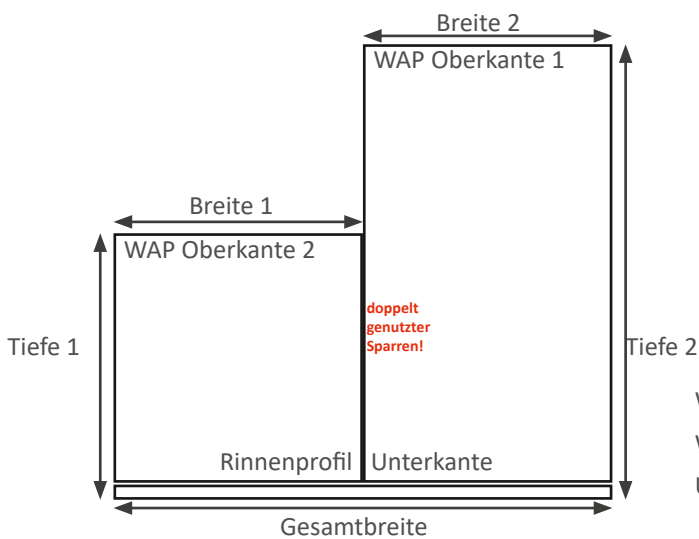 Breite 2
WAP Oberkante 1
Breite 1
WAP Oberkante 2
doppelt
genutzter
Sparren!
Tiefe 1
Tiefe 2
Rinnenprofil
Unterkante
Gesamtbreite